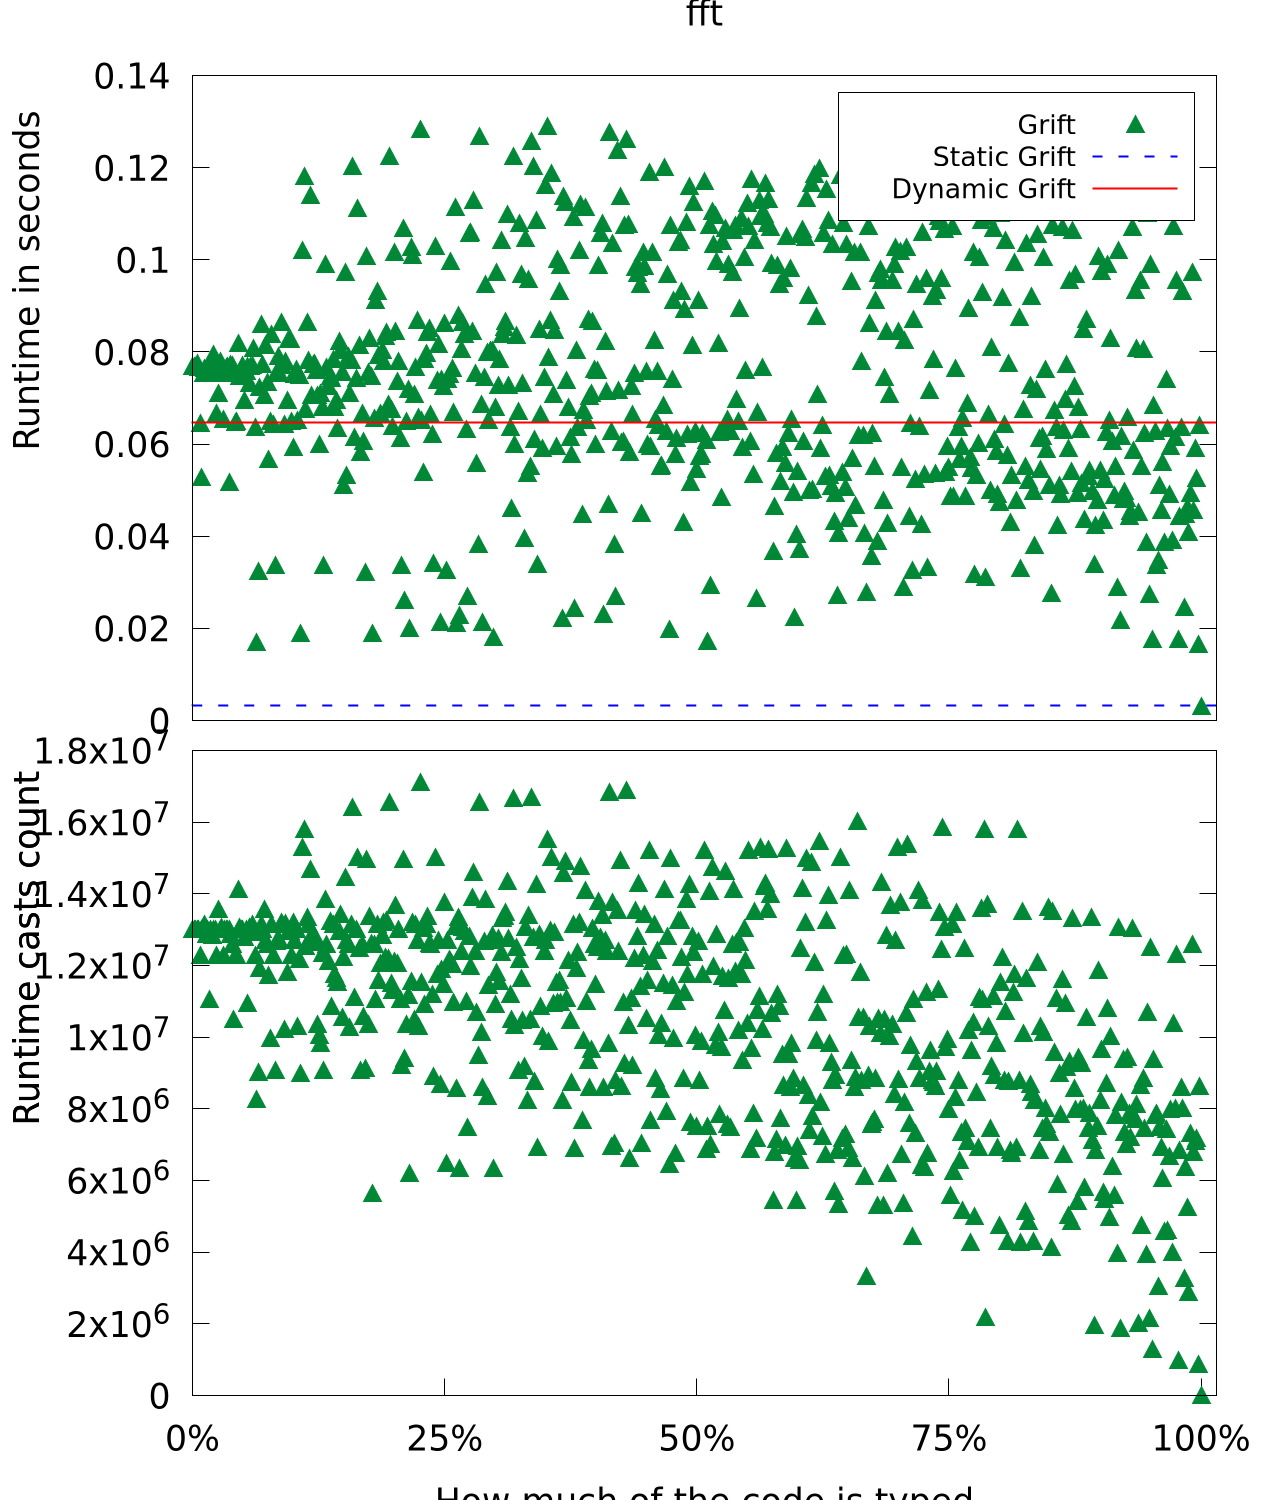 fft
Runtime in seconds
0.14
0.12
0.1
0.08
0.06
0.04
0.02
0
Grift
Static Grift
Dynamic Grift
Runtime casts count
1.8x10^7
1.6x10^7
1.4x10^7
1.2x10^7
1x10^7
8x10^6
6x10^6
4x10^6
2x10^6
0
0% 25% 50% 75% 100%
How much of the code is typed